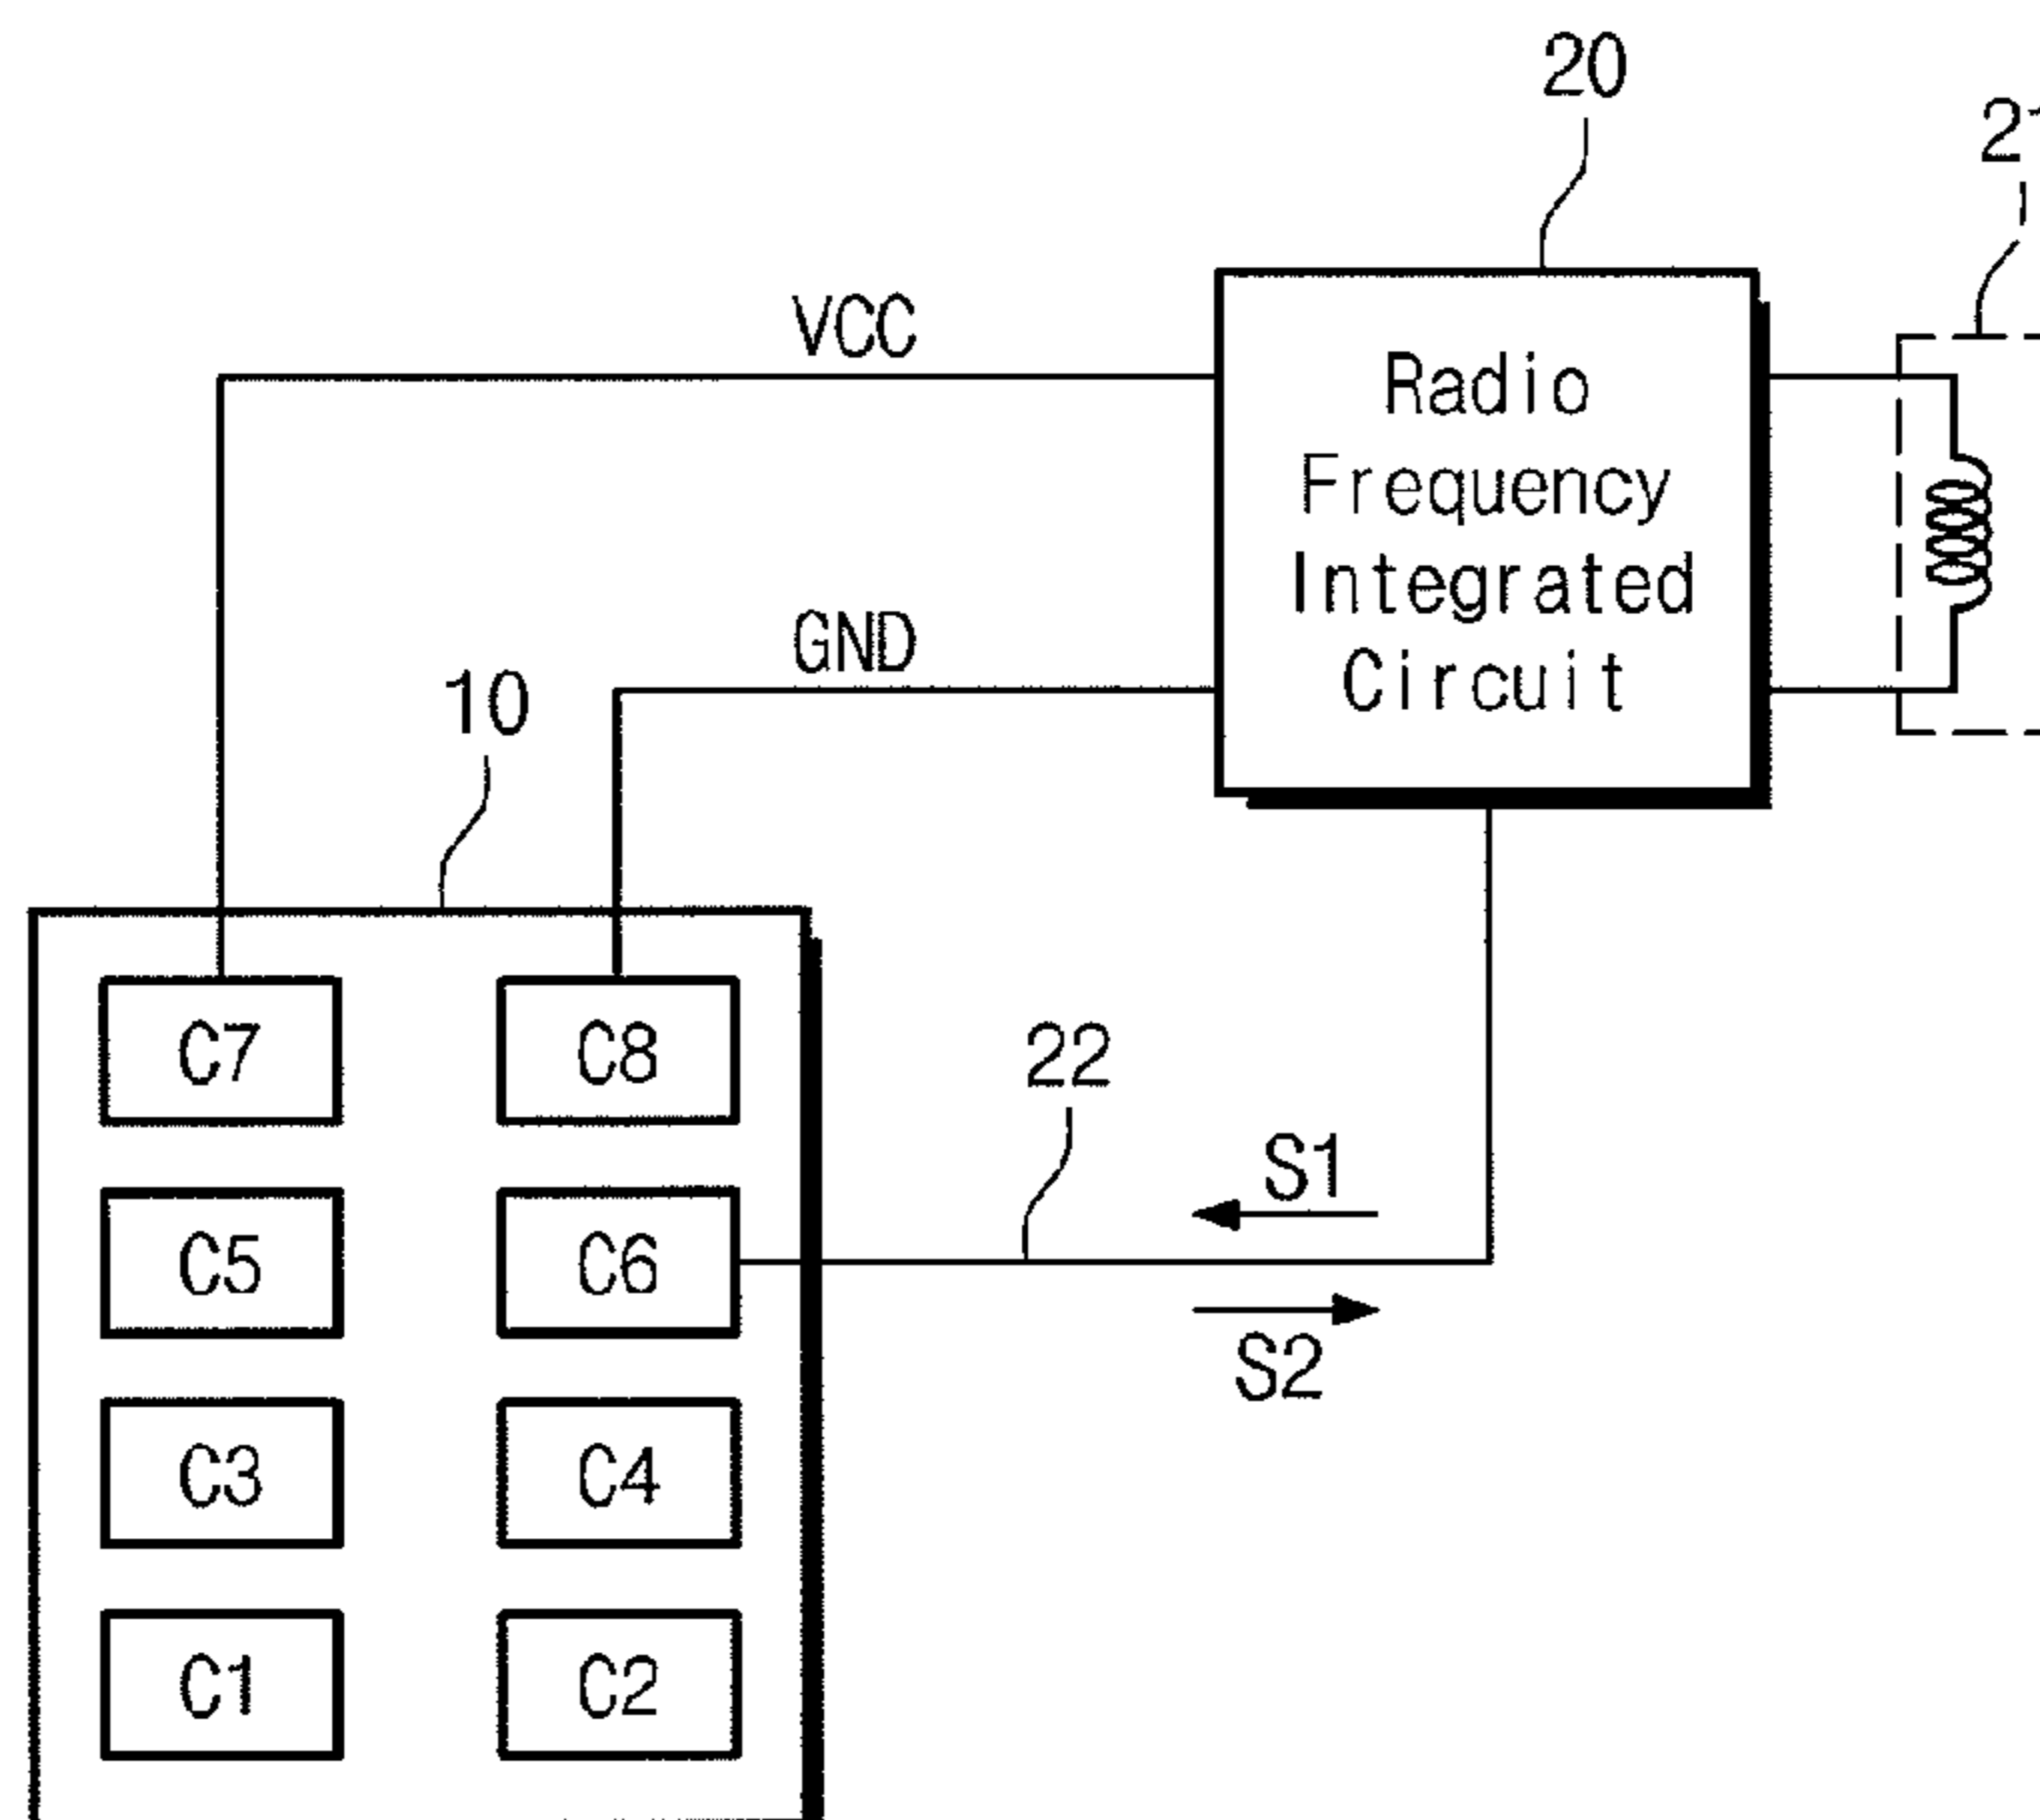 20
VCC
Radio
Frequency
Integrated
Circuit
GND
10
C7
C8
22
S1
C5
C6
S2
C3
C4
C1
C2